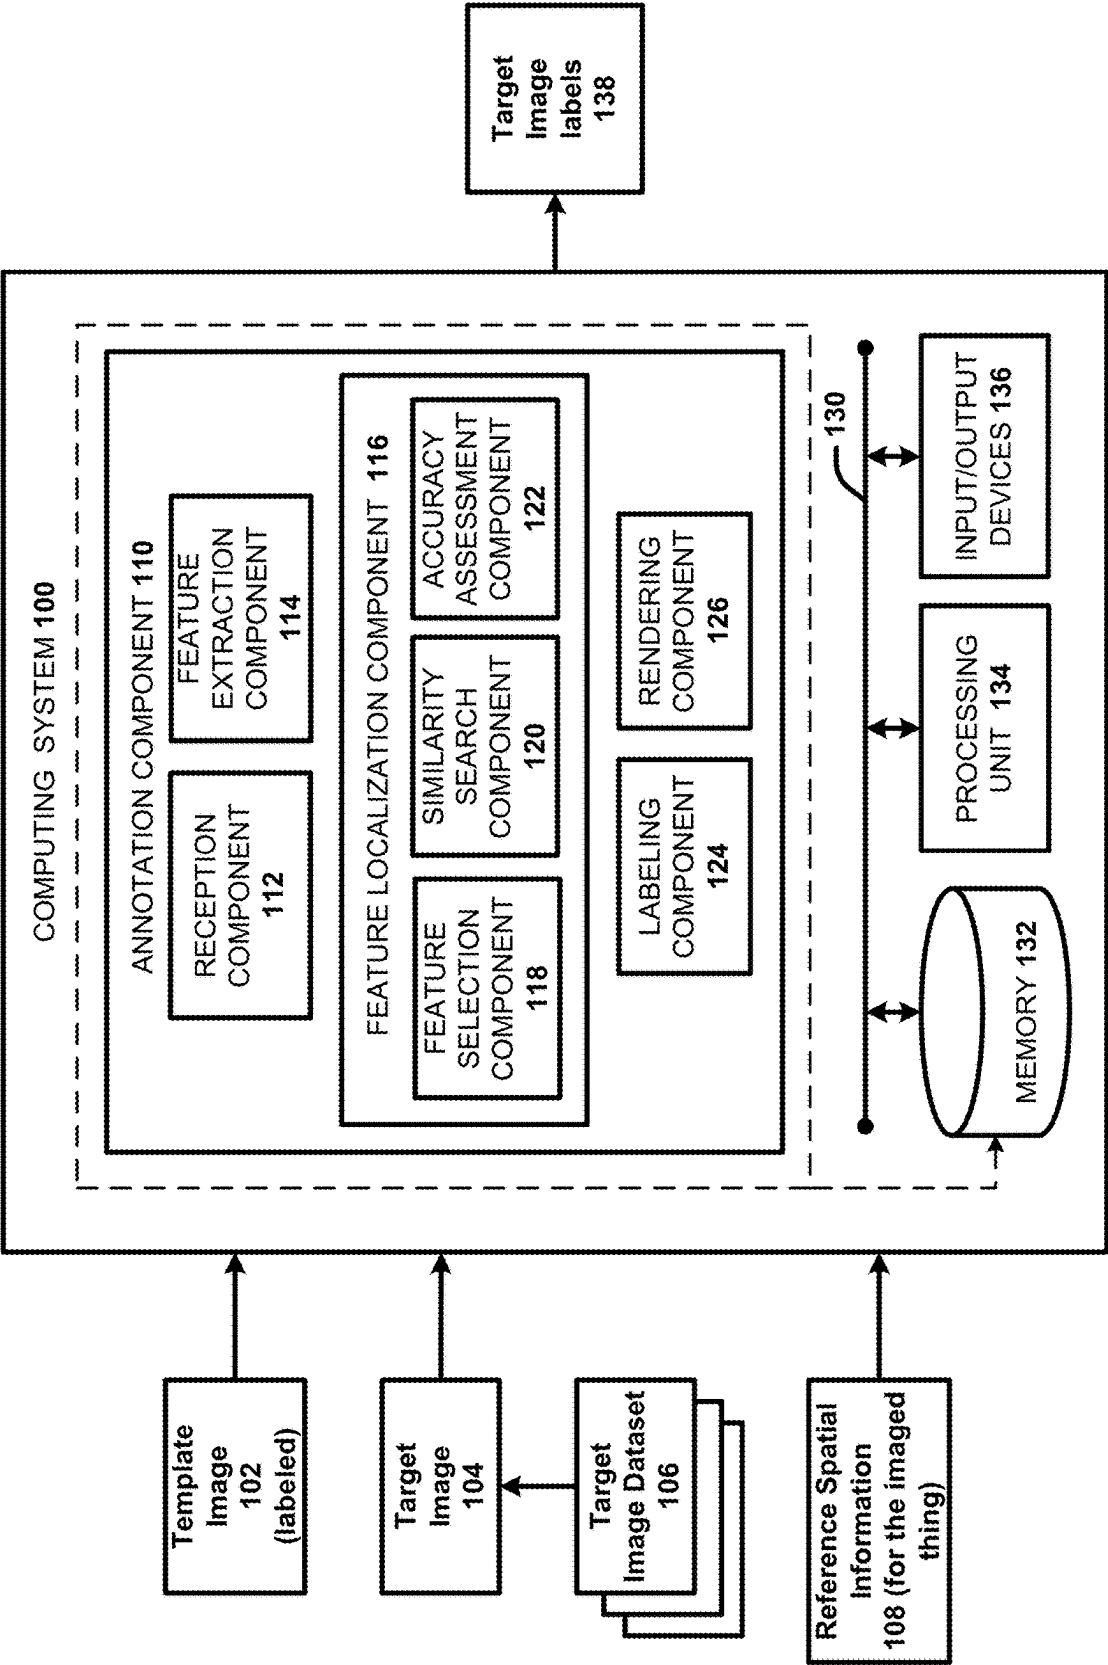 COMPUTING SYSTEM 100
Template
Image
102
(labeled)
Target
Image
104
Target
Image Dataset
106
Reference Spatial
Information
108 (for the imaged
thing)
ANNOTATION COMPONENT 110
RECEPTION
COMPONENT
112
FEATURE
EXTRACTION
COMPONENT
114
FEATURE LOCALIZATION COMPONENT 116
FEATURE
SELECTION
COMPONENT
118
SIMILARITY
SEARCH
COMPONENT
120
ACCURACY
ASSESSMENT
COMPONENT
122
LABELING
COMPONENT
124
RENDERING
COMPONENT
126
130
MEMORY 132
PROCESSING
UNIT 134
INPUT/OUTPUT
DEVICES 136
Target
Image
labels
138